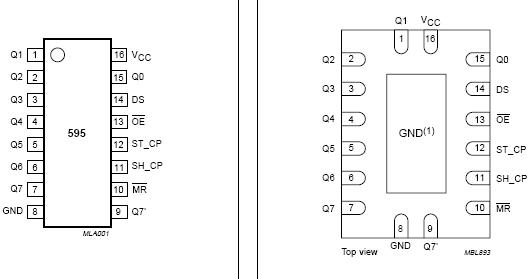 Q1 1 16 VCC
Q2 2 15 Q0
Q3 3 14 DS
Q4 4 13 OE
595
Q5 5 12 ST_CP
Q6 6 11 SH_CP
Q7 7 10 MR
GND 8 9 Q7'
MLA001
Q1 VCC
1 16
Q2 2 15 Q0
Q3 3 14 DS
Q4 4 13 OE
GND(1)
Q5 5 12 ST_CP
Q6 6 11 SH_CP
Q7 7 10 MR
8 9
GND Q7'
Top view MBL893